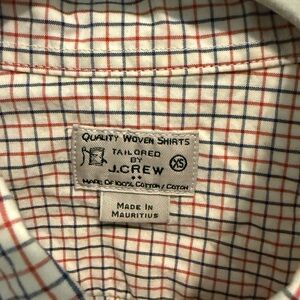 QUALITY WOVEN SHIRTS
TAILORED
BY
J.CREW
XS
MADE OF 100% COTTON / COTON
MADE IN
MAURITIUS